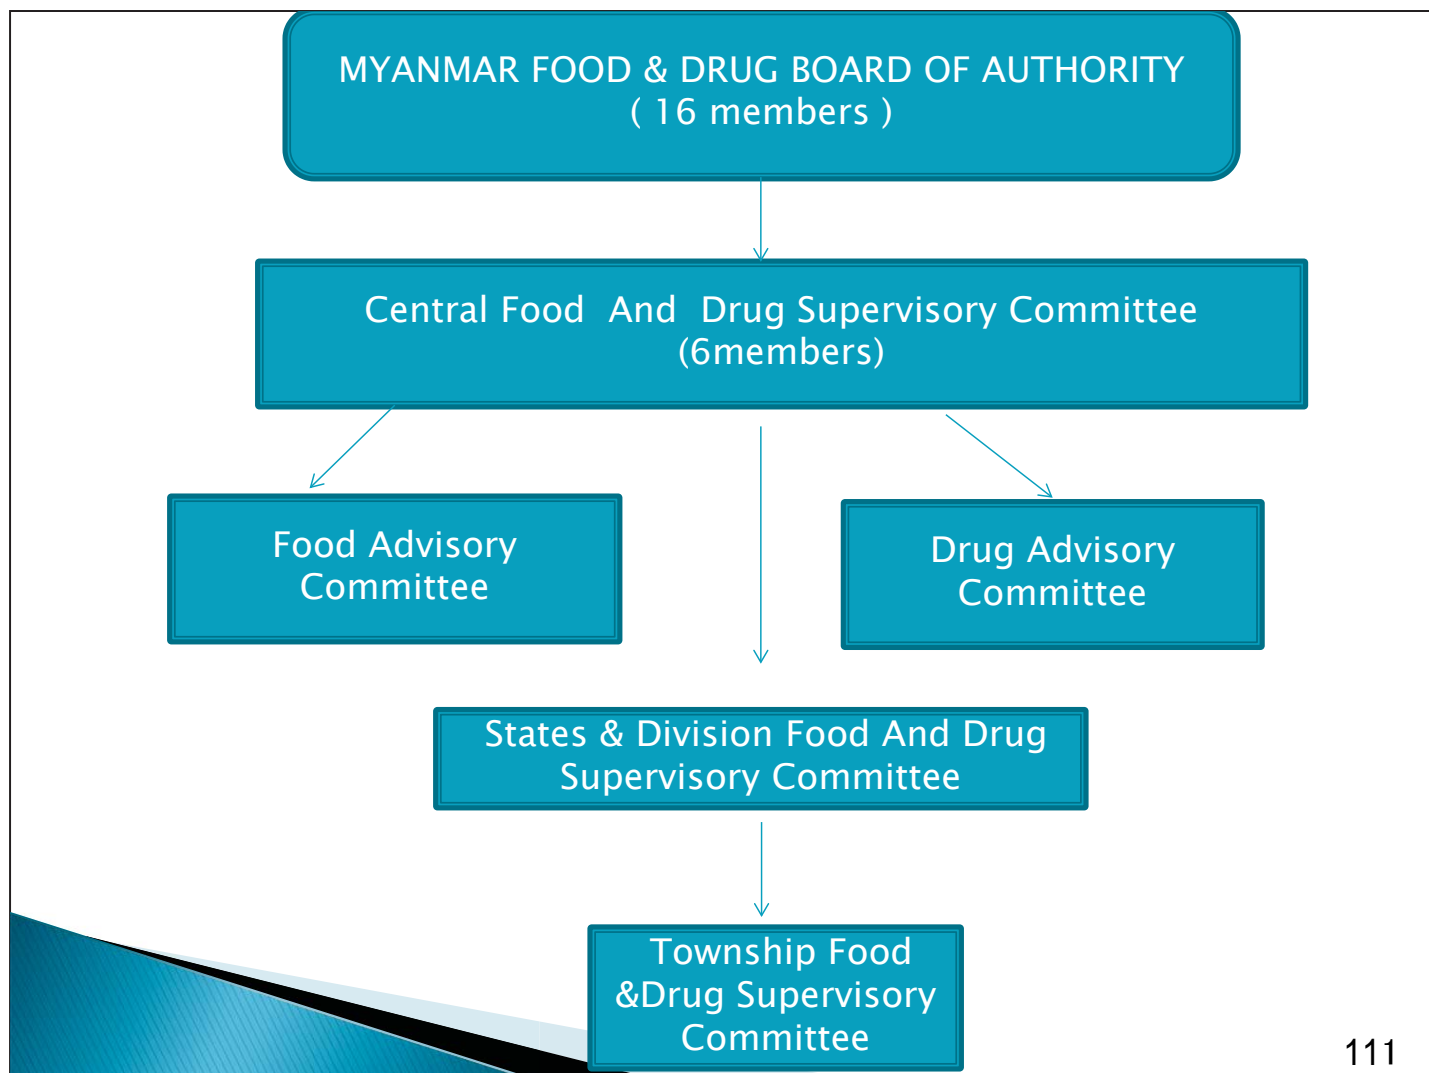 MYANMAR FOOD & DRUG BOARD OF AUTHORITY
( 16 members )
Central Food And Drug Supervisory Committee
(6members)
Food Advisory
Committee
Drug Advisory
Committee
States & Division Food And Drug
Supervisory Committee
Township Food
&Drug Supervisory
Committee
111